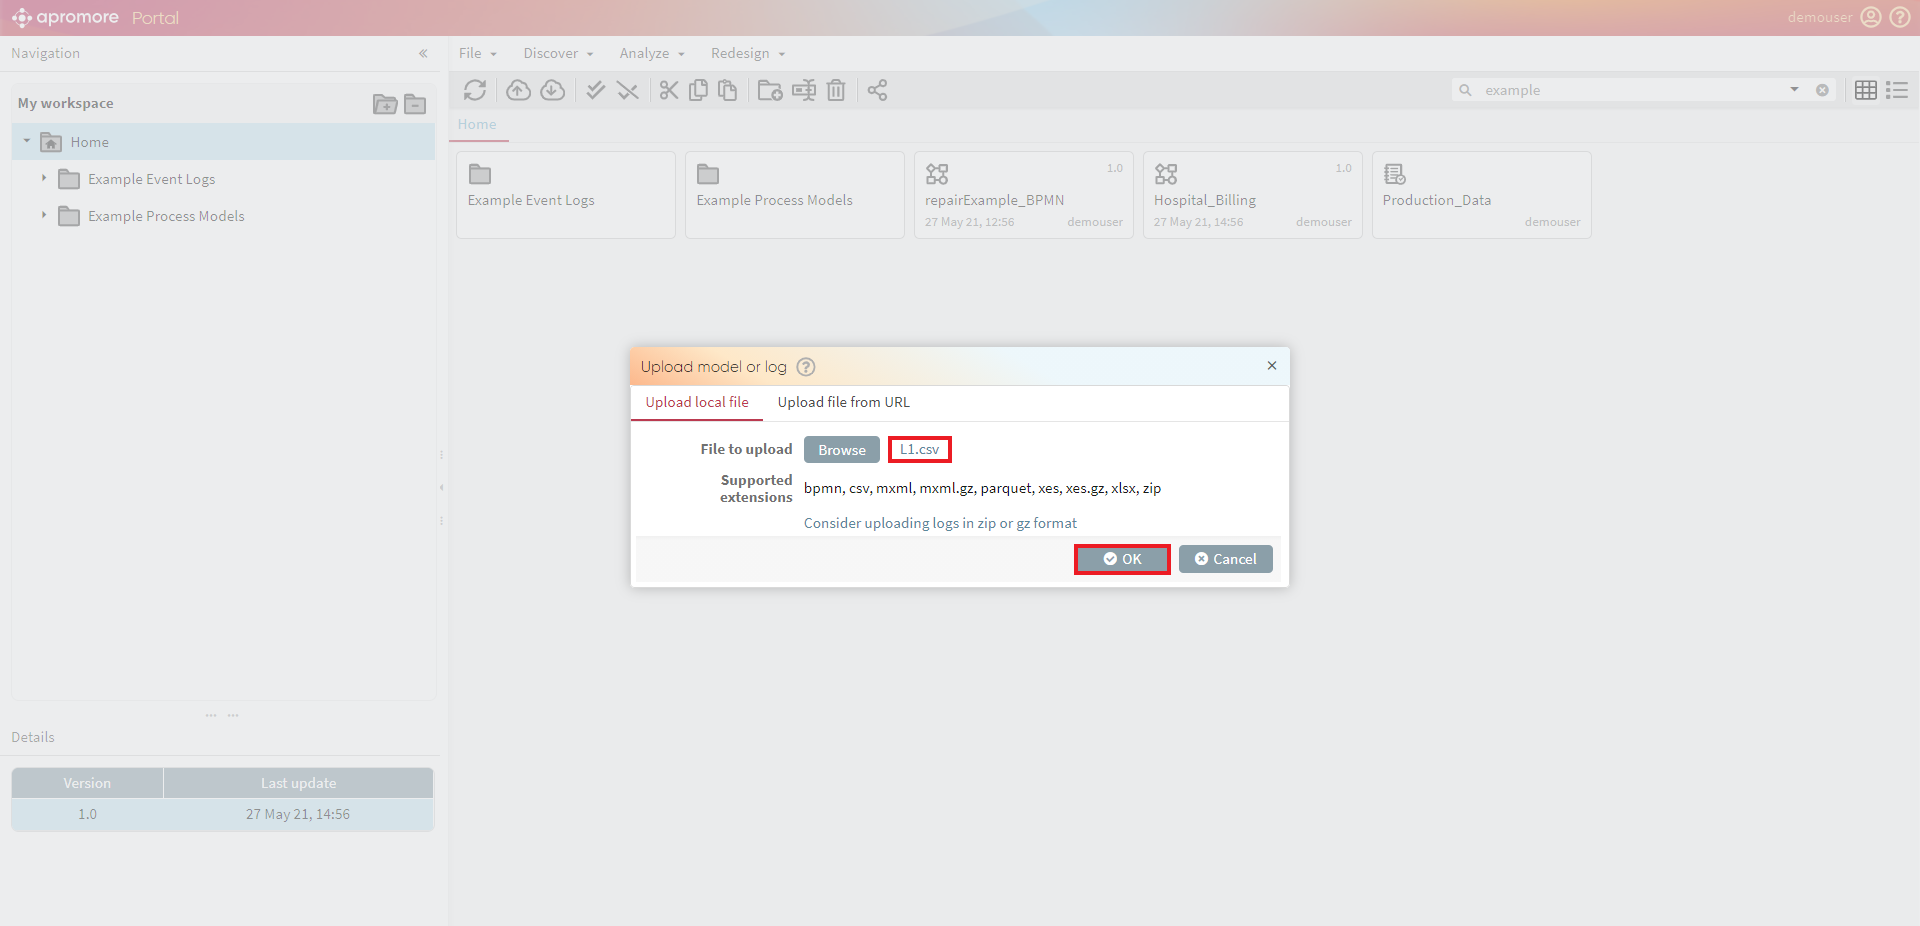 apromore Portal
demouser
Navigation
File Discover Analyze Redesign
My workspace
example
Home
Home
Example Event Logs
Example Process Models
Example Event Logs
Example Process Models
1.0
repairExample_BPMN
27 May 21, 12:56 demouser
1.0
Hospital_Billing
27 May 21, 14:56 demouser
Production_Data
demouser
Upload model or log ?
Upload local file Upload file from URL
File to upload Browse L1.csv
Supported extensions bpmn, csv, mxml, mxml.gz, parquet, xes, xes.gz, xlsx, zip
Consider uploading logs in zip or gz format
OK Cancel
Details
Version Last update
1.0 27 May 21, 14:56